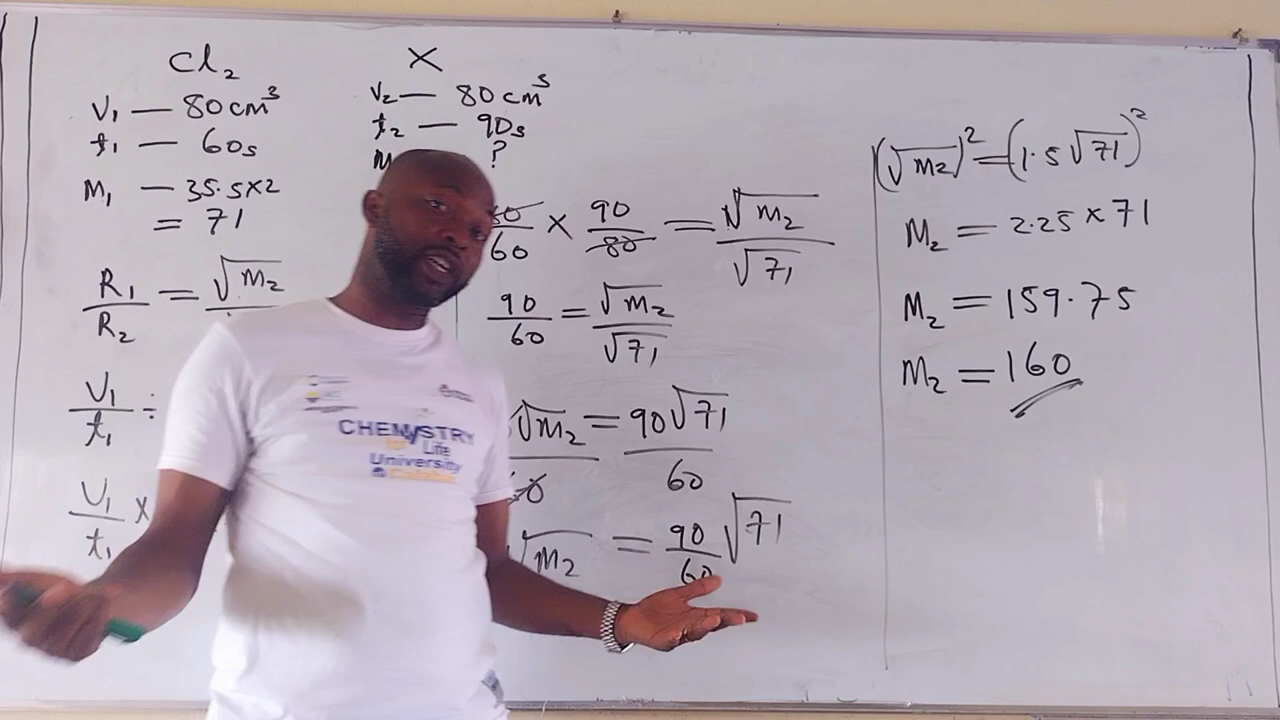 Cl₂
V₁ — 80cm³
t₁ — 60s
M₁ — 35.5×2
= 71
R₁/R₂ = √M₂
V₁/t₁
V₁/t₁ ×
X
V₂ — 80cm³
t₂ — 90s
M ?
/60 × 90/80 = √M₂/√71
90/60 = √M₂/√71
√M₂ = 90√71/60
√M₂ = 90/60 √71
(√M₂)² = (1.5√71)²
M₂ = 2.25 × 71
M₂ = 159.75
M₂ = 160
CHEMYSTRY
Life
University